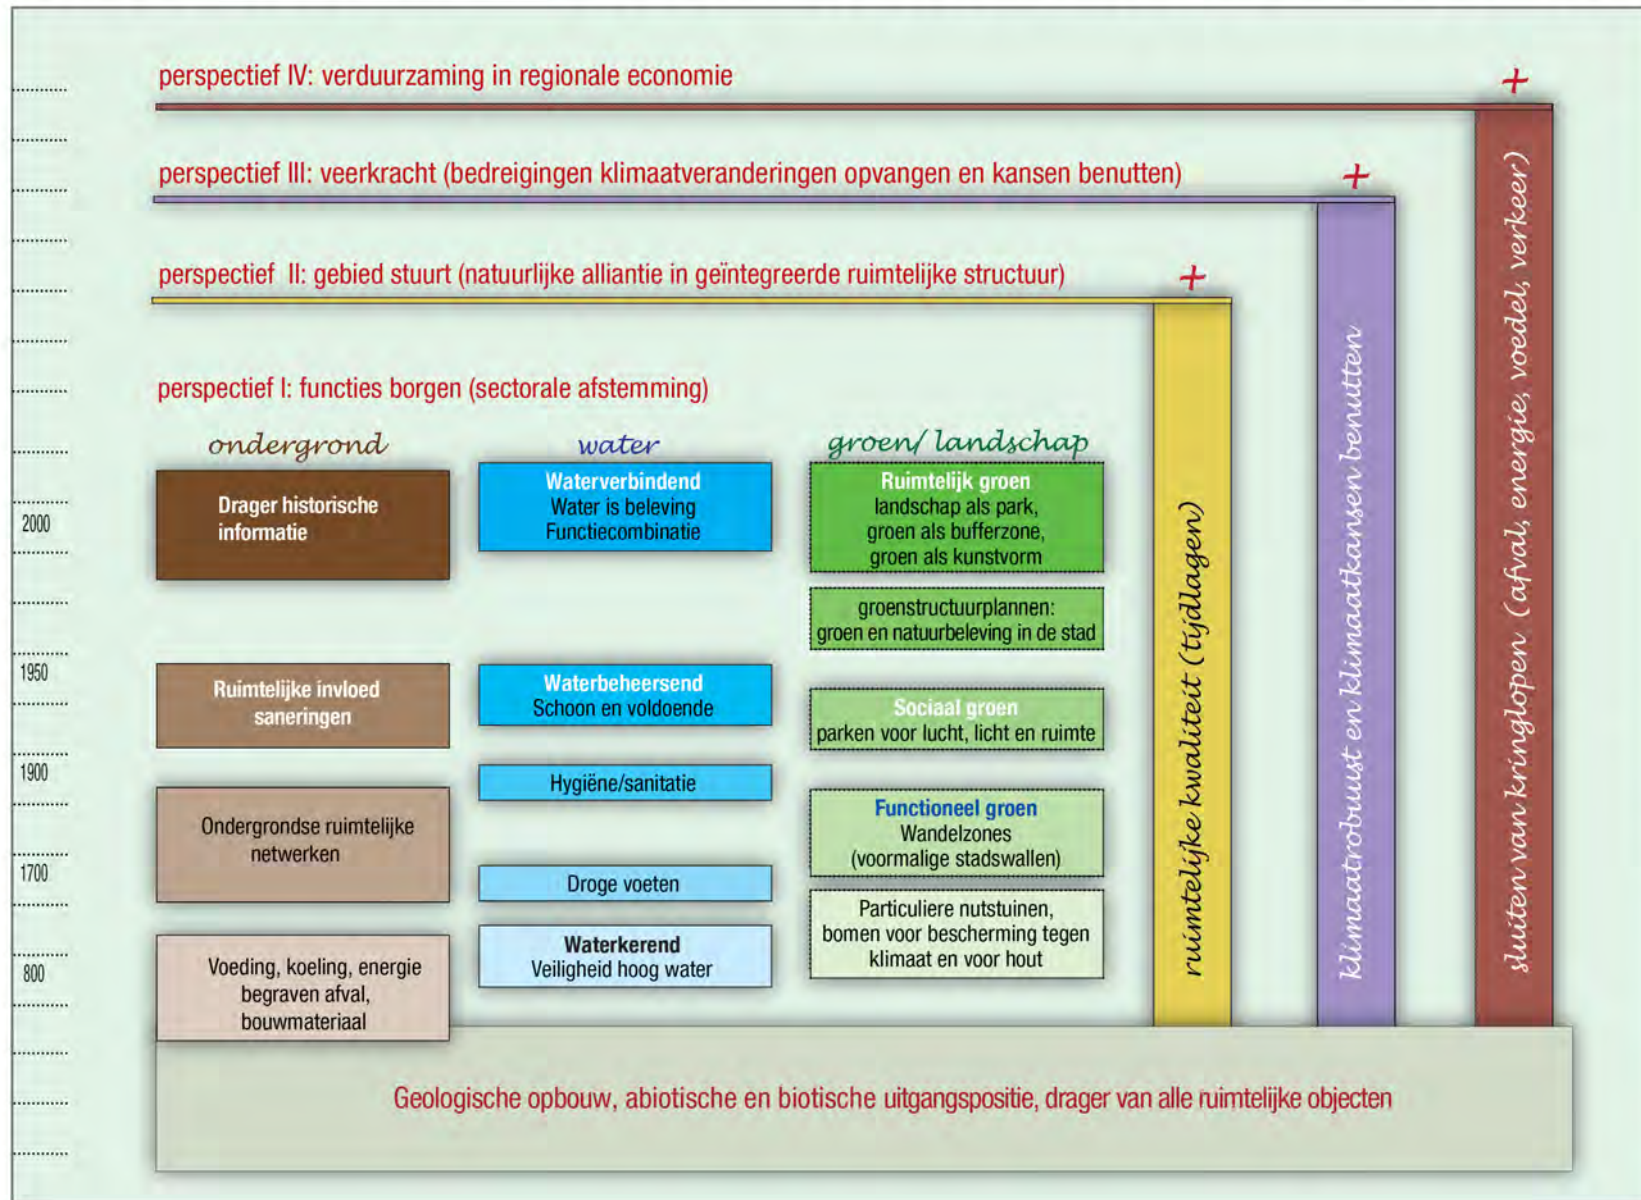 perspectief IV: verduurzaming in regionale economie
+
perspectief III: veerkracht (bedreigingen klimaatveranderingen opvangen en kansen benutten)
+
perspectief II: gebied stuurt (natuurlijke alliantie in geïntegreerde ruimtelijke structuur)
+
perspectief I: functies borgen (sectorale afstemming)
ondergrond
Drager historische
informatie
Ruimtelijke invloed
saneringen
Ondergrondse ruimtelijke
netwerken
Voeding, koeling, energie
begraven afval,
bouwmateriaal
water
Waterverbindend
Water is beleving
Functiecombinatie
Waterbeheersend
Schoon en voldoende
Hygiëne/sanitatie
Droge voeten
Waterkerend
Veiligheid hoog water
groen/ landschap
Ruimtelijk groen
landschap als park,
groen als bufferzone,
groen als kunstvorm
groenstructuurplannen:
groen en natuurbeleving in de stad
Sociaal groen
parken voor lucht, licht en ruimte
Functioneel groen
Wandelzones
(voormalige stadswallen)
Particuliere nutstuinen,
bomen voor bescherming tegen
klimaat en voor hout
ruimtelijke kwaliteit (tijdlagen)
klimaatrobuust en klimaatkansen benutten
sluiten van kringlopen (afval, energie, voedel, verkeer)
2000
1950
1900
1700
800
Geologische opbouw, abiotische en biotische uitgangspositie, drager van alle ruimtelijke objecten